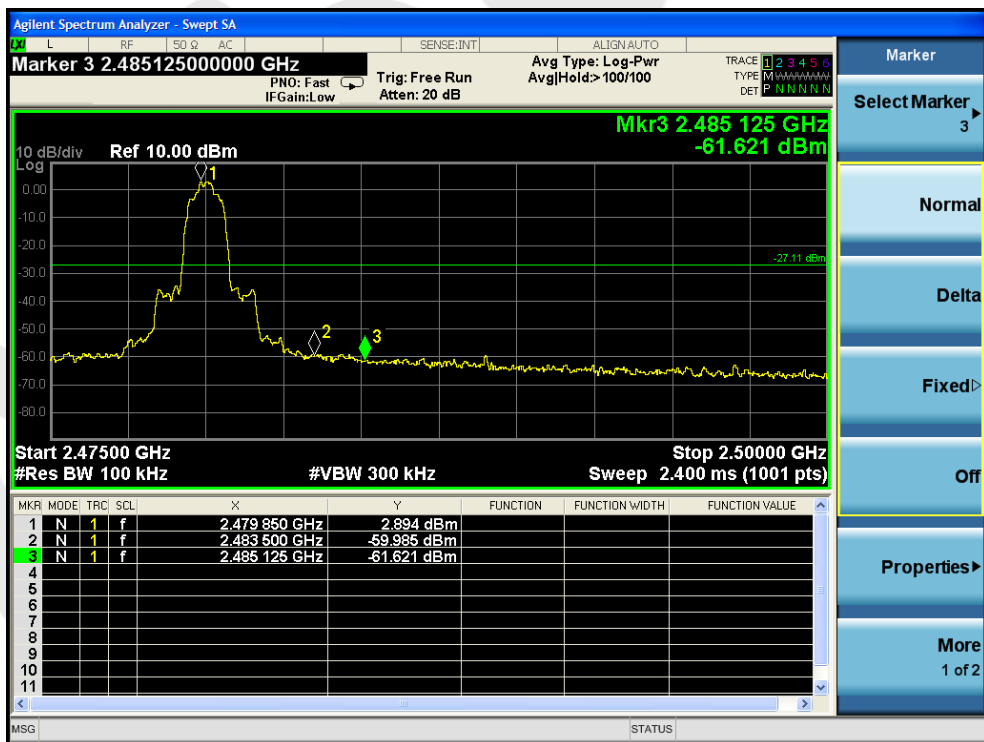 Agilent Spectrum Analyzer - Swept SA
LXI L RF 50 Ω AC SENSE:INT ALIGN AUTO
Marker 3 2.485125000000 GHz
PNO: Fast
IFGain:Low
Trig: Free Run
Atten: 20 dB
Avg Type: Log-Pwr
Avg|Hold:>100/100
TRACE 1 2 3 4 5 6
TYPE M
DET P N N N N N
Mkr3 2.485 125 GHz
-61.621 dBm
10 dB/div Ref 10.00 dBm
Log
0.00
-10.0
-20.0
-30.0
-40.0
-50.0
-60.0
-70.0
-80.0
1
2
3
-27.11 dBm
Start 2.47500 GHz Stop 2.50000 GHz
#Res BW 100 kHz #VBW 300 kHz Sweep 2.400 ms (1001 pts)
MKR MODE TRC SCL X Y FUNCTION FUNCTION WIDTH FUNCTION VALUE
1 N 1 f 2.479 850 GHz 2.894 dBm
2 N 1 f 2.483 500 GHz -59.985 dBm
3 N 1 f 2.485 125 GHz -61.621 dBm
4
5
6
7
8
9
10
11
MSG STATUS
Marker
Select Marker
3
Normal
Delta
Fixed
Off
Properties
More
1 of 2